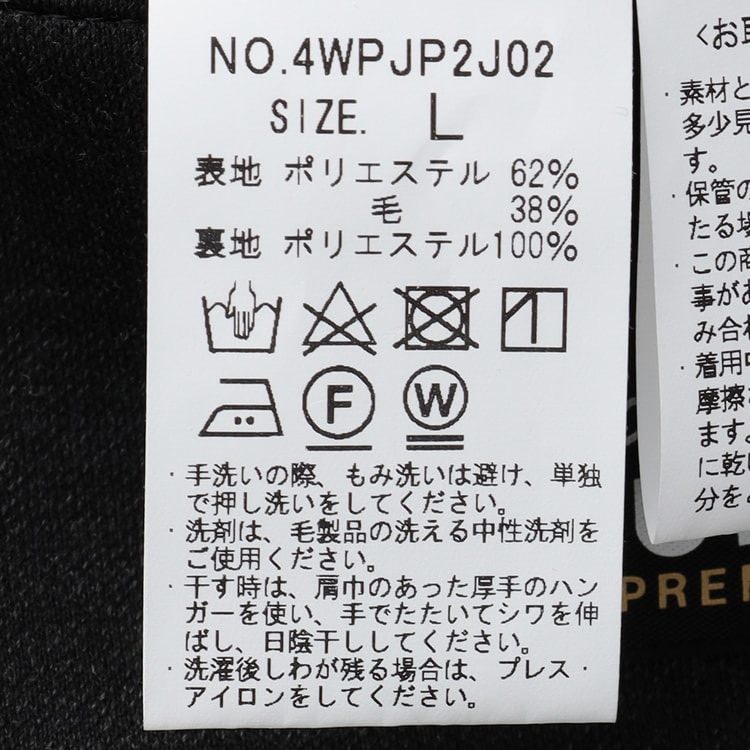 NO.4WPJP2J02
SIZE. L
表地 ポリエステル 62%
毛 38%
裏地 ポリエステル100%
F W
・手洗いの際、もみ洗いは避け、単独
で押し洗いをしてください。
・洗剤は、毛製品の洗える中性洗剤を
ご使用ください。
・干す時は、肩巾のあった厚手のハン
ガーを使い、手でたたいてシワを伸
ばし、日陰干ししてください。
・洗濯後しわが残る場合は、プレス・
アイロンをしてください。
<お取
・素材と
多少見
す。
・保管の
たる場
・この商
事があ
み合わ
・着用中
摩擦
ますよ
に乾い
分を
PREM